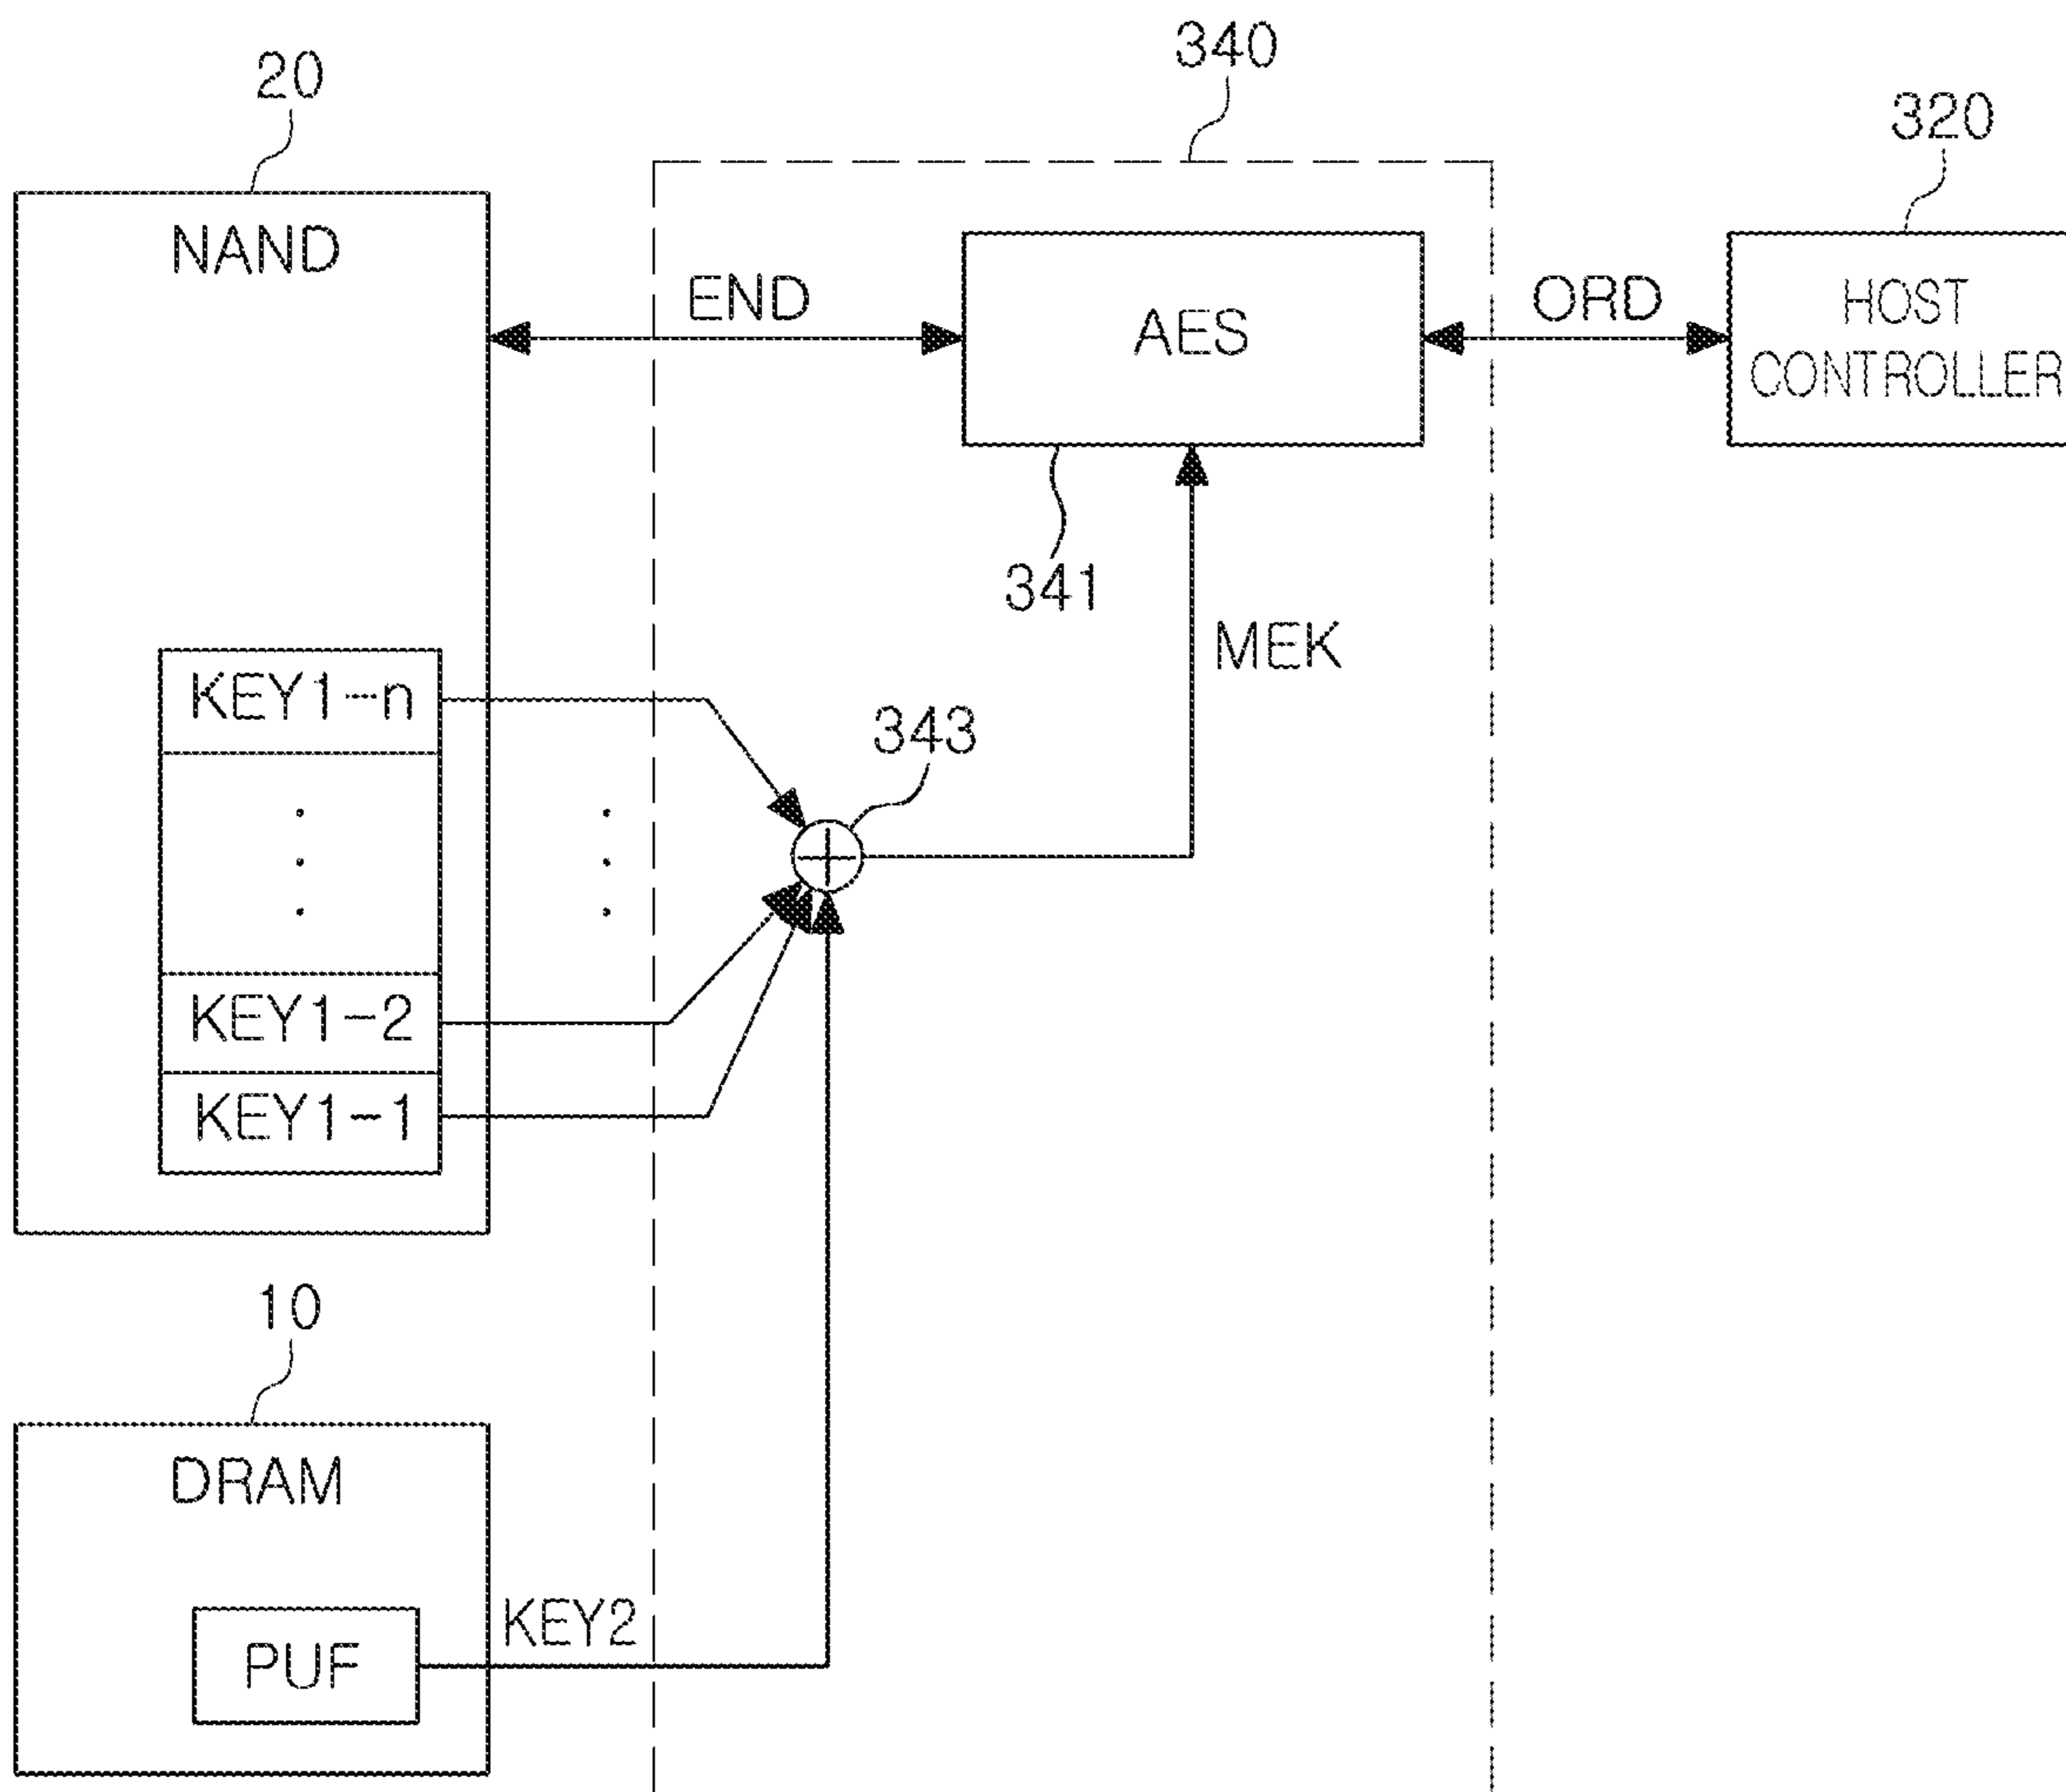 340
20
320
NAND
END
AES
ORD
HOST
CONTROLLER
341
MEK
KEY1-n
343
KEY1-2
KEY1-1
10
DRAM
KEY2
PUF